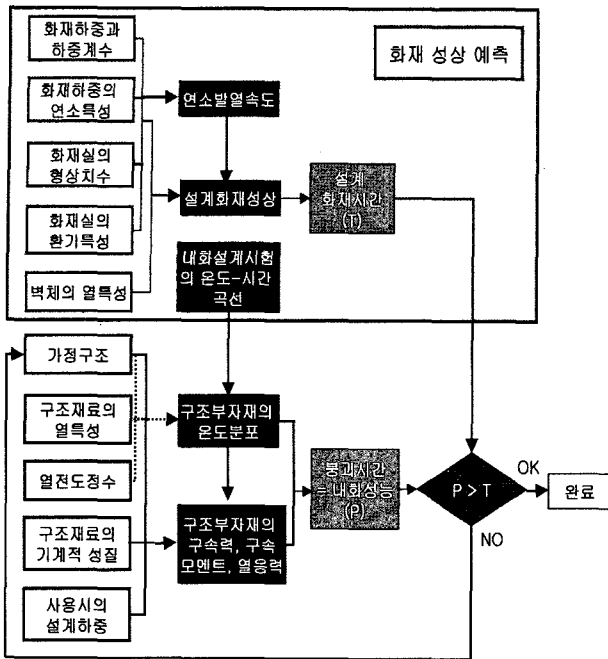 화재하중과
하중계수
화재 성상 예측
화재하중의
연소특성
연소발열속도
화재실의
형상치수
설계화재성상
설계
화재시간
(T)
화재실의
환기특성
내화설계시험
의 온도-시간
곡선
벽체의 열특성
가정구조
구조재료의
열특성
구조부자재의
온도분포
열전도정수
붕괴시간
= 내화성능
(P)
P > T
OK
완료
NO
구조재료의
기계적 성질
구조부자재의
구속력, 구속
모멘트, 열응력
사용시의
설계하중